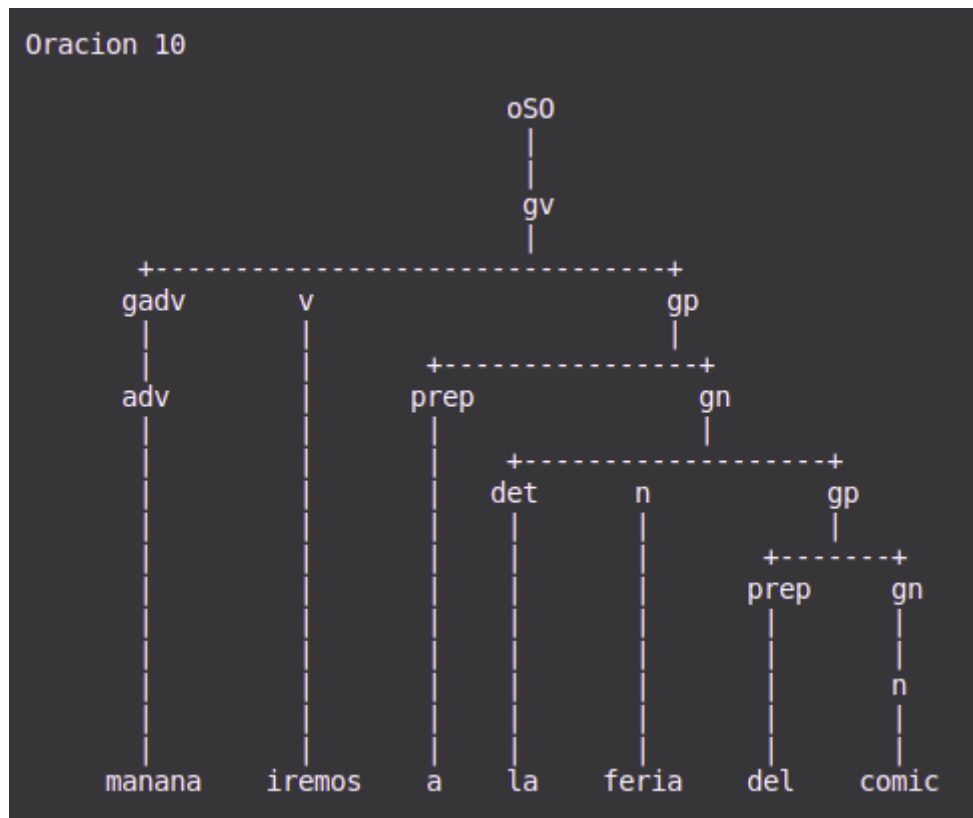 Oracion 10
oSO
gv
gadv v gp
adv prep gn
det n gp
prep gn
n
manana iremos a la feria del comic